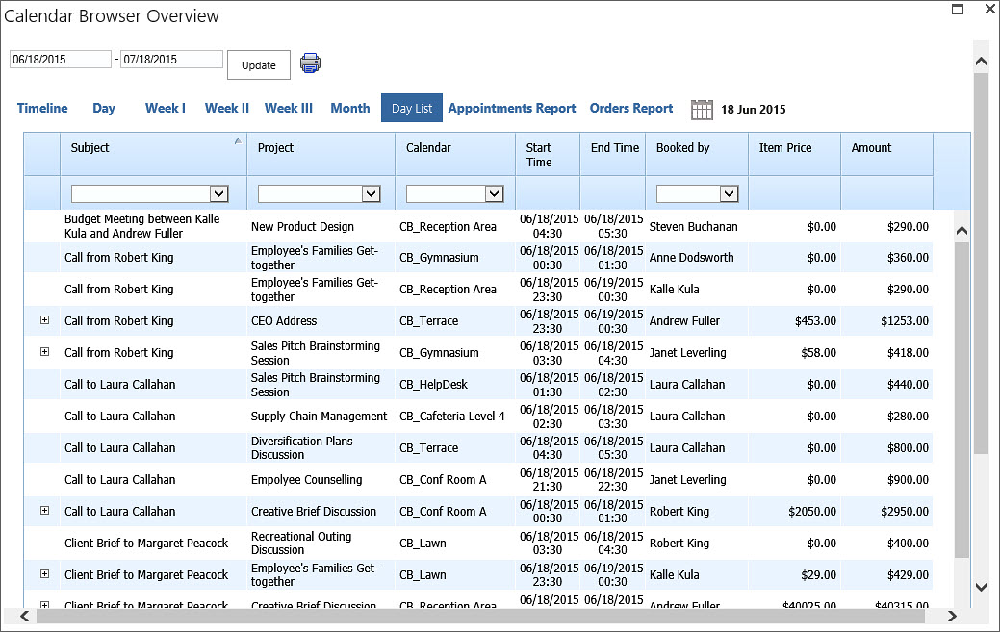 Calendar Browser Overview
06/18/2015 - 07/18/2015 Update
Timeline Day Week I Week II Week III Month Day List Appointments Report Orders Report 18 Jun 2015
Subject Project Calendar Start Time End Time Booked by Item Price Amount
Budget Meeting between Kalle Kula and Andrew Fuller New Product Design CB_Reception Area 06/18/2015 04:30 06/18/2015 05:30 Steven Buchanan $0.00 $290.00
Call from Robert King Employee's Families Get-together CB_Gymnasium 06/18/2015 00:30 06/18/2015 01:30 Anne Dodsworth $0.00 $360.00
Call from Robert King Employee's Families Get-together CB_Reception Area 06/18/2015 23:30 06/19/2015 00:30 Kalle Kula $0.00 $290.00
Call from Robert King CEO Address CB_Terrace 06/18/2015 23:30 06/19/2015 00:30 Andrew Fuller $453.00 $1253.00
Call from Robert King Sales Pitch Brainstorming Session CB_Gymnasium 06/18/2015 03:30 06/18/2015 04:30 Janet Leverling $58.00 $418.00
Call to Laura Callahan Sales Pitch Brainstorming Session CB_HelpDesk 06/18/2015 01:30 06/18/2015 02:30 Laura Callahan $0.00 $440.00
Call to Laura Callahan Supply Chain Management CB_Cafeteria Level 4 06/18/2015 02:30 06/18/2015 03:30 Laura Callahan $0.00 $280.00
Call to Laura Callahan Diversification Plans Discussion CB_Terrace 06/18/2015 04:30 06/18/2015 05:30 Laura Callahan $0.00 $800.00
Call to Laura Callahan Empolyee Counselling CB_Conf Room A 06/18/2015 21:30 06/18/2015 22:30 Janet Leverling $0.00 $900.00
Call to Laura Callahan Creative Brief Discussion CB_Conf Room A 06/18/2015 00:30 06/18/2015 01:30 Robert King $2050.00 $2950.00
Client Brief to Margaret Peacock Recreational Outing Discussion CB_Lawn 06/18/2015 03:30 06/18/2015 04:30 Robert King $0.00 $400.00
Client Brief to Margaret Peacock Employee's Families Get-together CB_Lawn 06/18/2015 23:30 06/19/2015 00:30 Kalle Kula $29.00 $429.00
Client Brief to Margaret Peacock Creative Brief Discussion CB_Reception Area 06/18/2015 06/18/2015 Andrew Fuller $40025.00 $40315.00